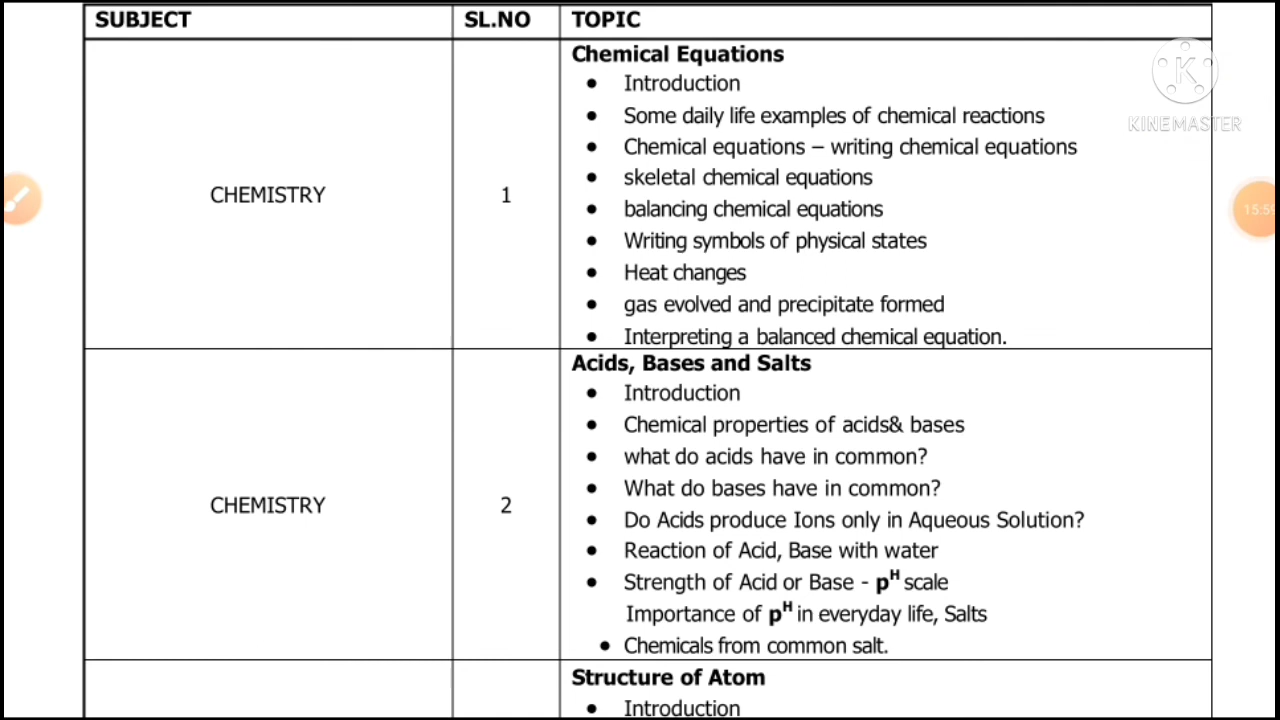 SUBJECT SL.NO TOPIC
Chemical Equations
• Introduction
• Some daily life examples of chemical reactions
• Chemical equations – writing chemical equations
• skeletal chemical equations
• balancing chemical equations
• Writing symbols of physical states
• Heat changes
• gas evolved and precipitate formed
• Interpreting a balanced chemical equation.
CHEMISTRY 1
Acids, Bases and Salts
• Introduction
• Chemical properties of acids& bases
• what do acids have in common?
• What do bases have in common?
• Do Acids produce Ions only in Aqueous Solution?
• Reaction of Acid, Base with water
• Strength of Acid or Base - pH scale
Importance of pH in everyday life, Salts
• Chemicals from common salt.
CHEMISTRY 2
Structure of Atom
• Introduction
K
KINEMASTER
15:59